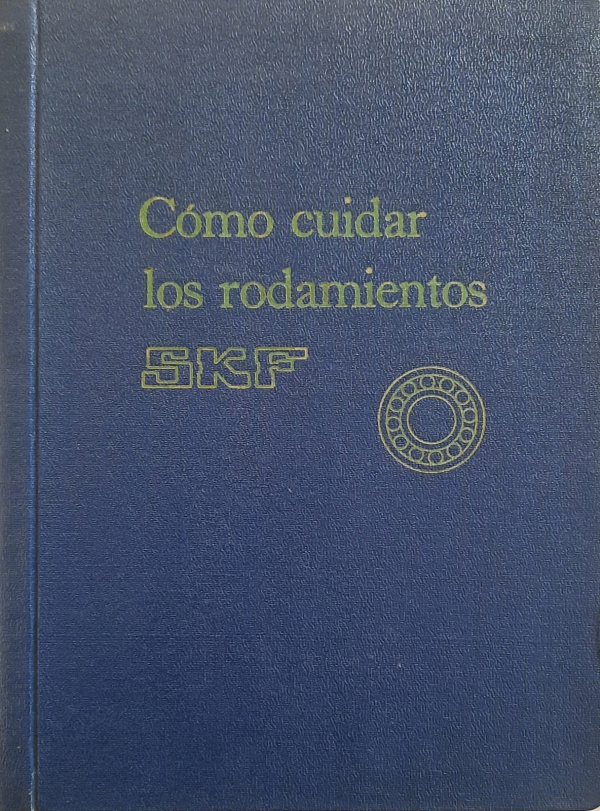 Cómo cuidar
los rodamientos
SKF